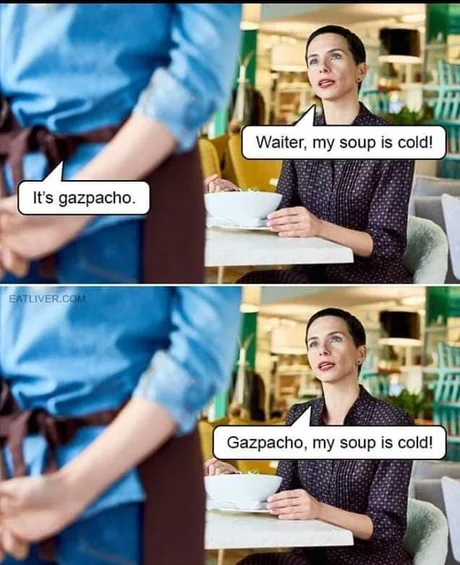 Waiter, my soup is cold!
It's gazpacho.
EATLIVER.COM
Gazpacho, my soup is cold!